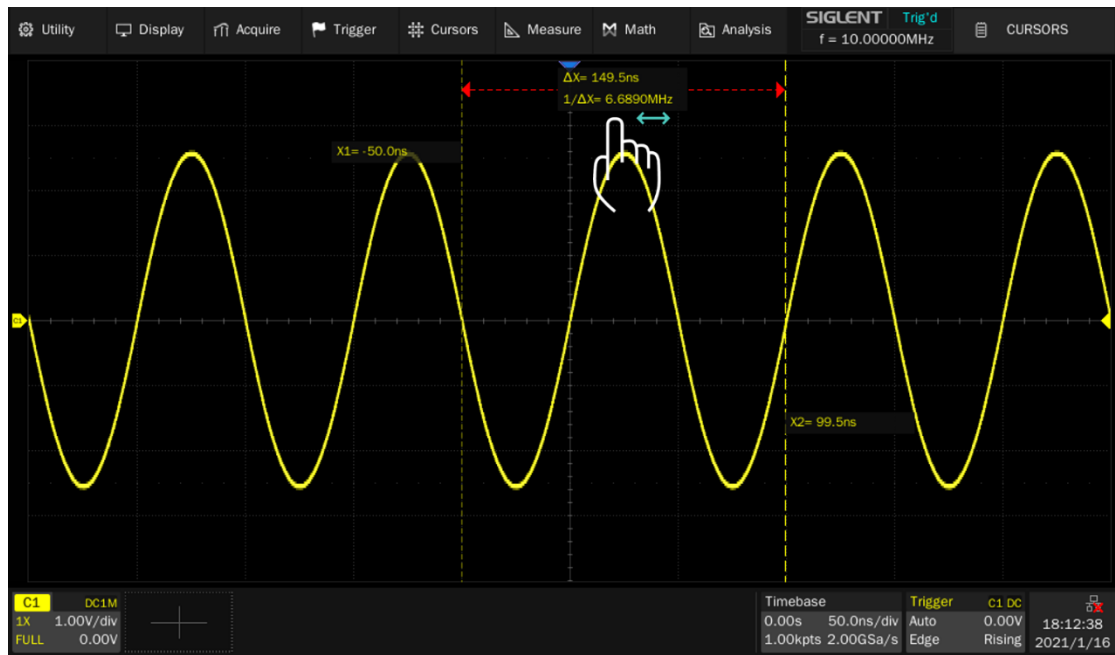 Utility Display Acquire Trigger Cursors Measure Math Analysis SIGLENT Trig'd CURSORS
f = 10.00000MHz
ΔX= 149.5ns
1/ΔX= 6.6890MHz
X1= -50.0ns
C1
X2= 99.5ns
C1 DC1M Timebase Trigger C1 DC
1X 1.00V/div 0.00s 50.0ns/div Auto 0.00V 18:12:38
FULL 0.00V 1.00kpts 2.00GSa/s Edge Rising 2021/1/16